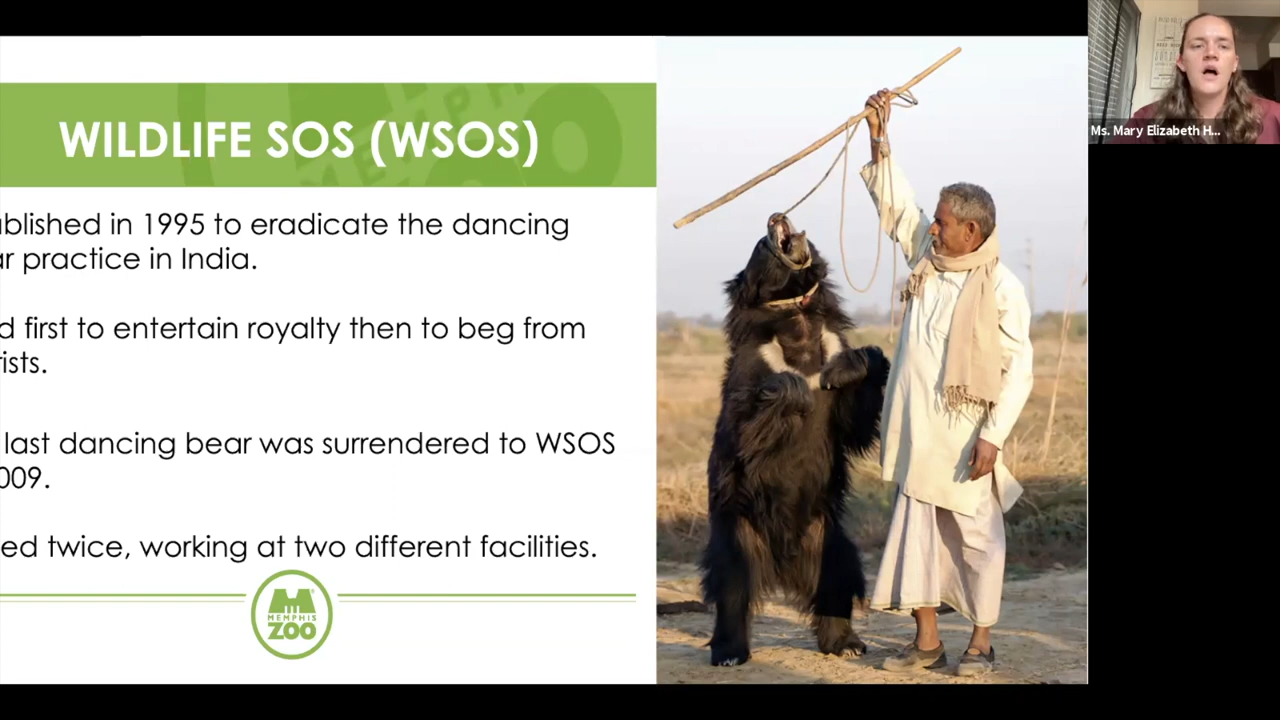 WILDLIFE SOS (WSOS)
ablished in 1995 to eradicate the dancing
ar practice in India.
d first to entertain royalty then to beg from
ists.
last dancing bear was surrendered to WSOS
009.
ed twice, working at two different facilities.
MEMPHIS
ZOO
Ms. Mary Elizabeth H...